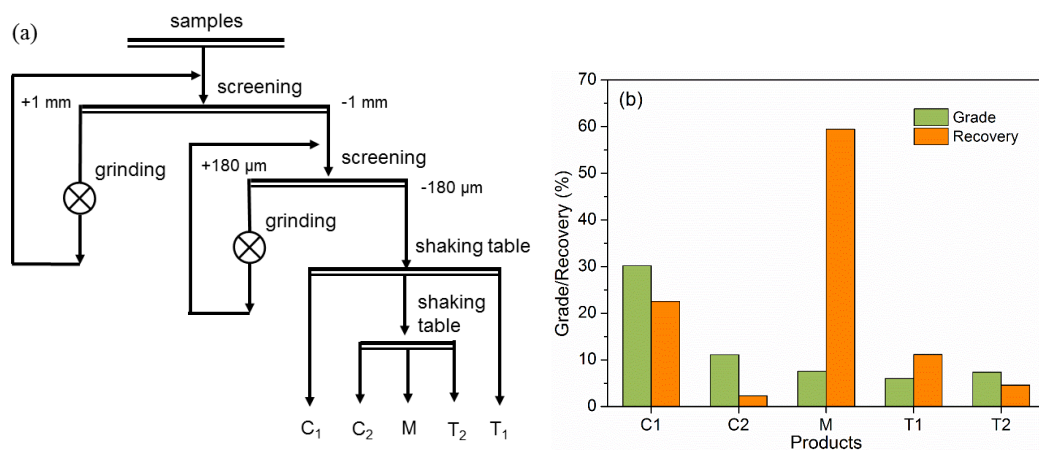 (a)
samples
screening
+1 mm
-1 mm
grinding
screening
+180 µm
-180 µm
grinding
shaking table
shaking
table
C₁ C₂ M T₂ T₁
(b)
Grade
Recovery
Grade/Recovery (%)
70
60
50
40
30
20
10
0
C1 C2 M T1 T2
Products